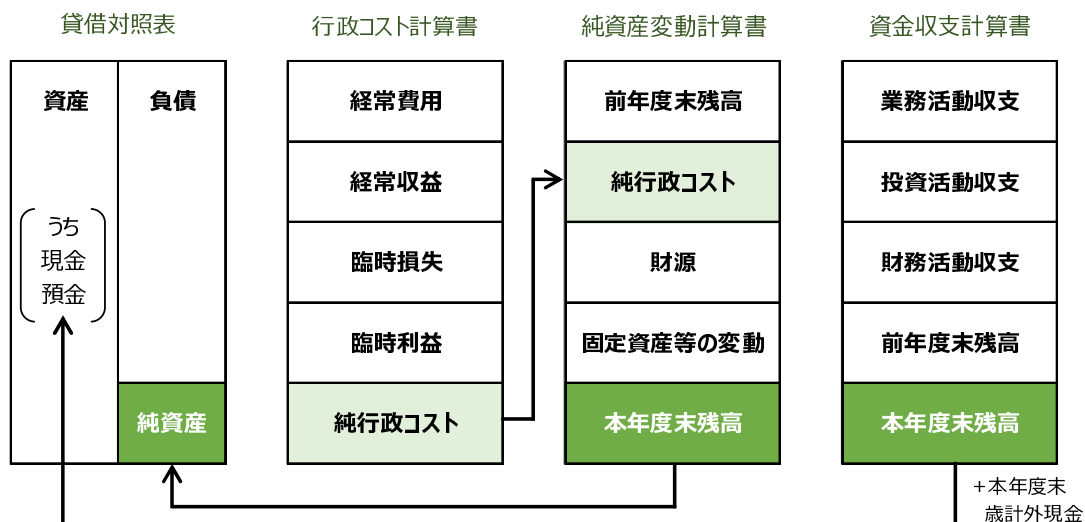 貸借対照表
資産
負債
うち
現金
預金
純資産
行政コスト計算書
経常費用
経常収益
臨時損失
臨時利益
純行政コスト
純資産変動計算書
前年度末残高
純行政コスト
財源
固定資産等の変動
本年度末残高
資金収支計算書
業務活動収支
投資活動収支
財務活動収支
前年度末残高
本年度末残高
+本年度末
歳計外現金